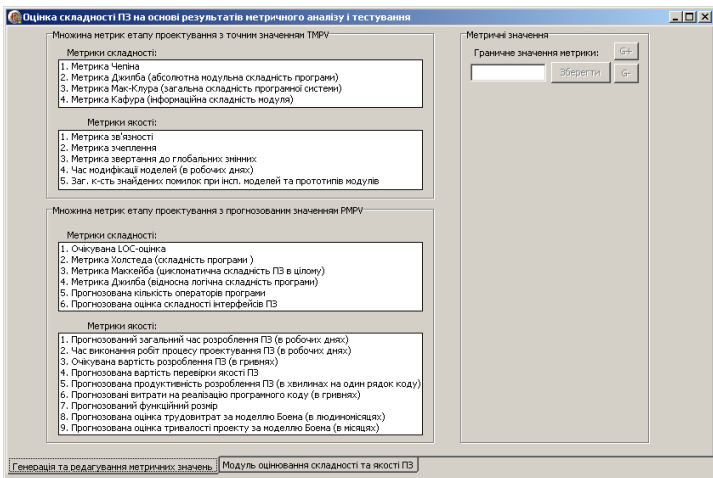 Оцінка складності ПЗ на основі результатів метричного аналізу і тестування
Множина метрик етапу проектування з точним значенням TMPV
Метрики складності:
1. Метрика Чепіна
2. Метрика Джилба (абсолютна модульна складність програми)
3. Метрика Мак-Клура (загальна складність програмної системи)
4. Метрика Кафура (інформаційна складність модуля)
Метрики якості:
1. Метрика зв'язності
2. Метрика зчеплення
3. Метрика звертання до глобальних змінних
4. Час модифікації моделей (в робочих днях)
5. Заг. к-сть знайдених помилок при інсп. моделей та прототипів модулів
Множина метрик етапу проектування з прогнозованим значенням PMPV
Метрики складності:
1. Очікувана LOC-оцінка
2. Метрика Холстеда (складність програми )
3. Метрика Маккейба (цикломатична складність ПЗ в цілому)
4. Метрика Джилба (відносна логічна складність програми)
5. Прогнозована кількість операторів програми
6. Прогнозована оцінка складності інтерфейсів ПЗ
Метрики якості:
1. Прогнозований загальний час розроблення ПЗ (в робочих днях)
2. Час виконання робіт процесу проектування ПЗ (в робочих днях)
3. Очікувана вартість розроблення ПЗ (в гривнях)
4. Прогнозована вартість перевірки якості ПЗ
5. Прогнозована продуктивність розроблення ПЗ (в хвилинах на один рядок коду)
6. Прогнозовані витрати на реалізацію програмного коду (в гривнях)
7. Прогнозований функційний розмір
8. Прогнозована оцінка трудовитрат за моделлю Боема (в людиномісяцях)
9. Прогнозована оцінка тривалості проекту за моделлю Боема (в місяцях)
Метричні значення
Граничне значення метрики:
G+
Зберегти
G-
Генерація та редагування метричних значень
Модуль оцінювання складності та якості ПЗ